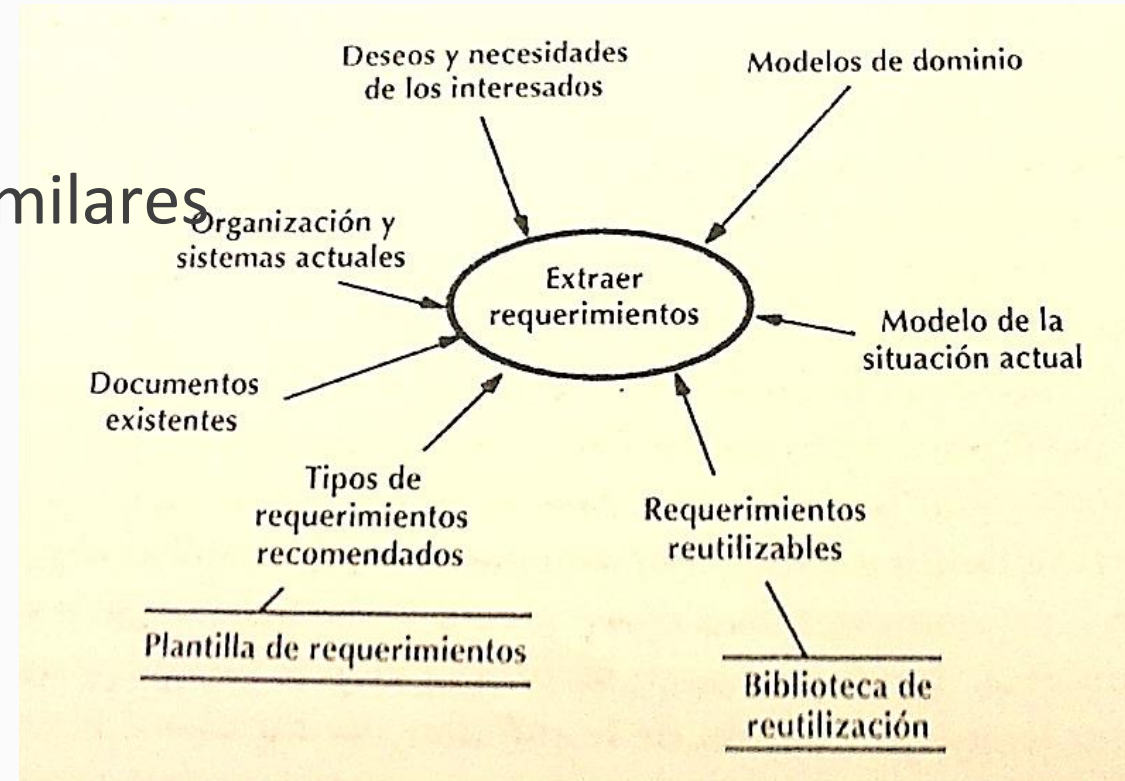 Deseos y necesidades
de los interesados
Modelos de dominio
milares
Organización y
sistemas actuales
Extraer
requerimientos
Modelo de la
situación actual
Documentos
existentes
Tipos de
requerimientos
recomendados
Requerimientos
reutilizables
Plantilla de requerimientos
Biblioteca de
reutilización